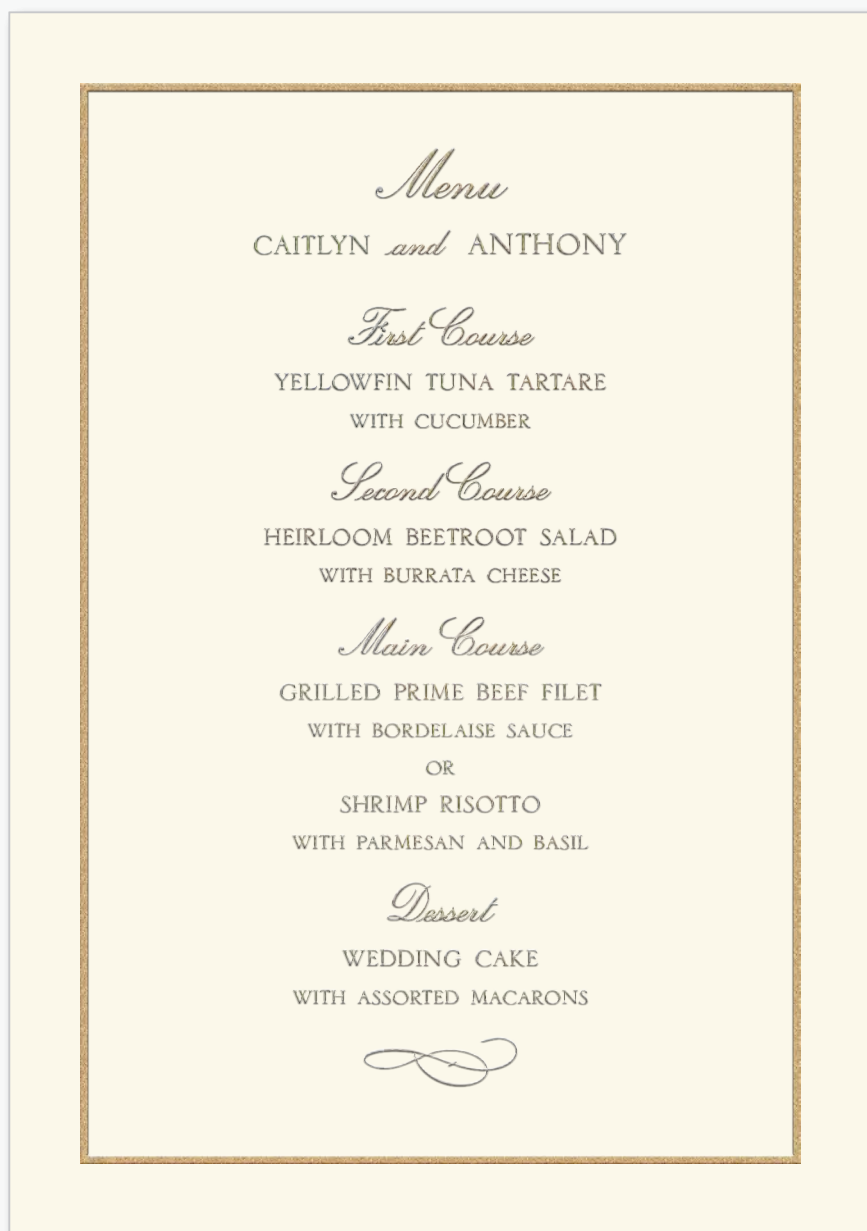 Menu
CAITLYN and ANTHONY
First Course
YELLOWFIN TUNA TARTARE
WITH CUCUMBER
Second Course
HEIRLOOM BEETROOT SALAD
WITH BURRATA CHEESE
Main Course
GRILLED PRIME BEEF FILET
WITH BORDELAISE SAUCE
OR
SHRIMP RISOTTO
WITH PARMESAN AND BASIL
Dessert
WEDDING CAKE
WITH ASSORTED MACARONS